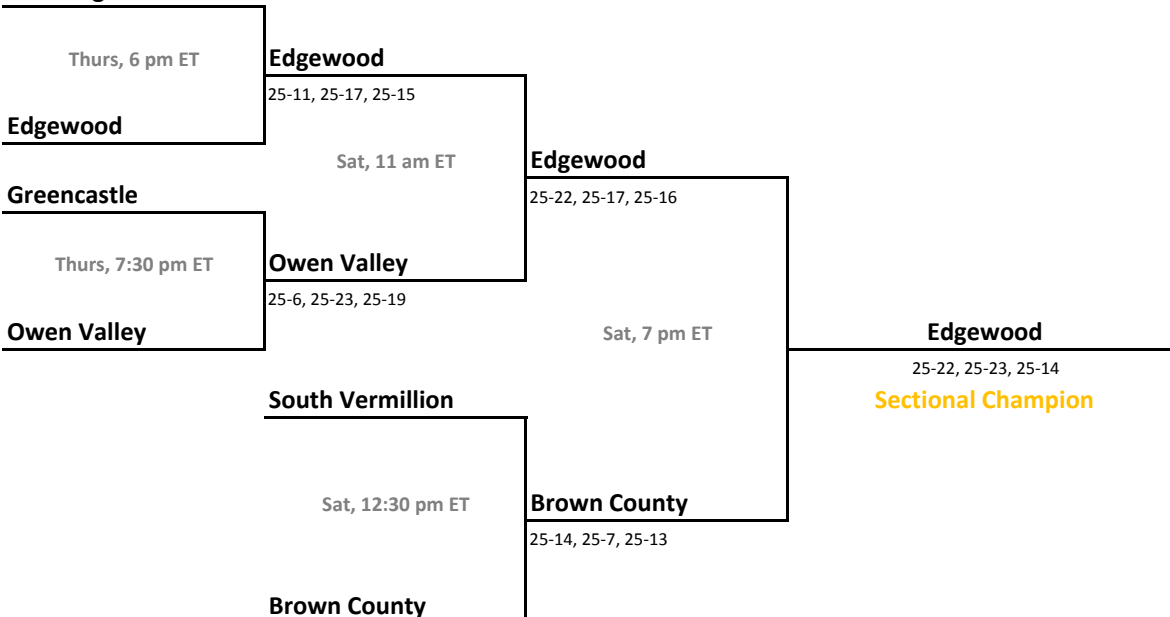 Thurs, 6 pm ET
Edgewood
25-11, 25-17, 25-15
Edgewood
Sat, 11 am ET
Edgewood
25-22, 25-17, 25-16
Greencastle
Thurs, 7:30 pm ET
Owen Valley
25-6, 25-23, 25-19
Owen Valley
Sat, 7 pm ET
Edgewood
25-22, 25-23, 25-14
Sectional Champion
South Vermillion
Sat, 12:30 pm ET
Brown County
25-14, 25-7, 25-13
Brown County